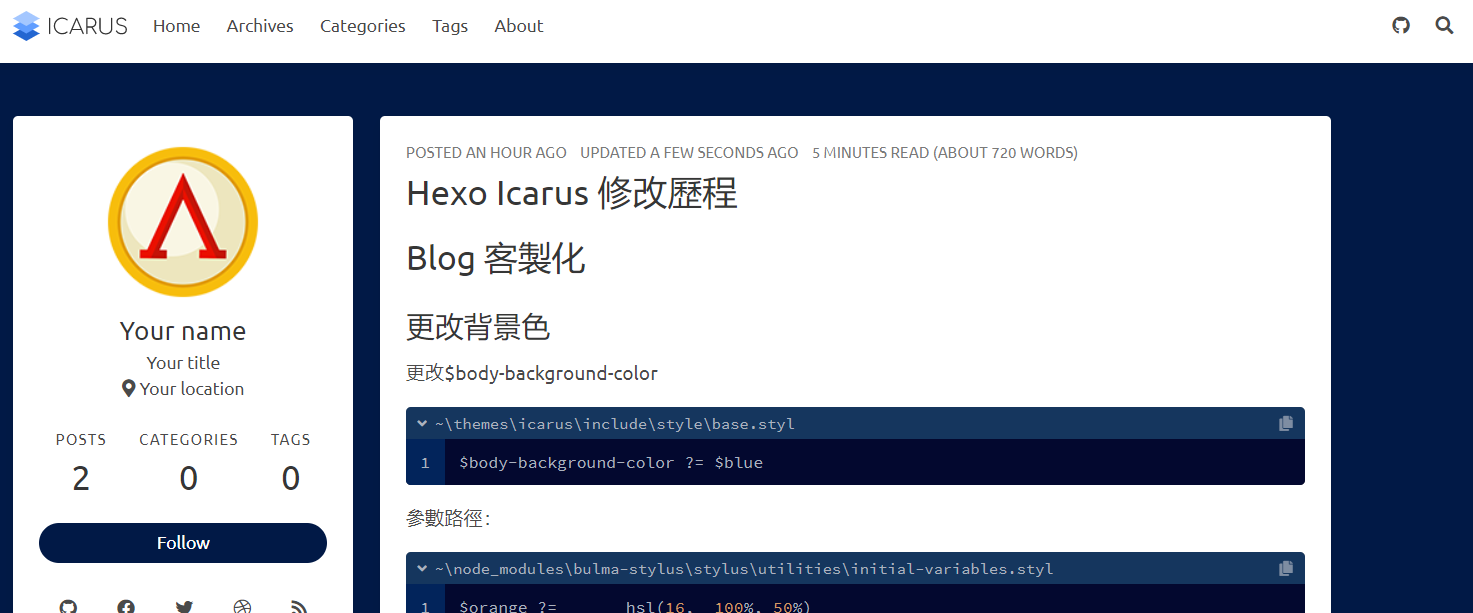 ICARUS Home Archives Categories Tags About
Your name
Your title
Your location
POSTS CATEGORIES TAGS
2 0 0
Follow
POSTED AN HOUR AGO UPDATED A FEW SECONDS AGO 5 MINUTES READ (ABOUT 720 WORDS)
Hexo Icarus 修改歷程
Blog 客製化
更改背景色
更改$body-background-color
~\themes\icarus\include\style\base.styl
1 $body-background-color ?= $blue
參數路徑：
~\node_modules\bulma-stylus\stylus\utilities\initial-variables.styl
1 $orange ?= hsl(16, 100%, 50%)